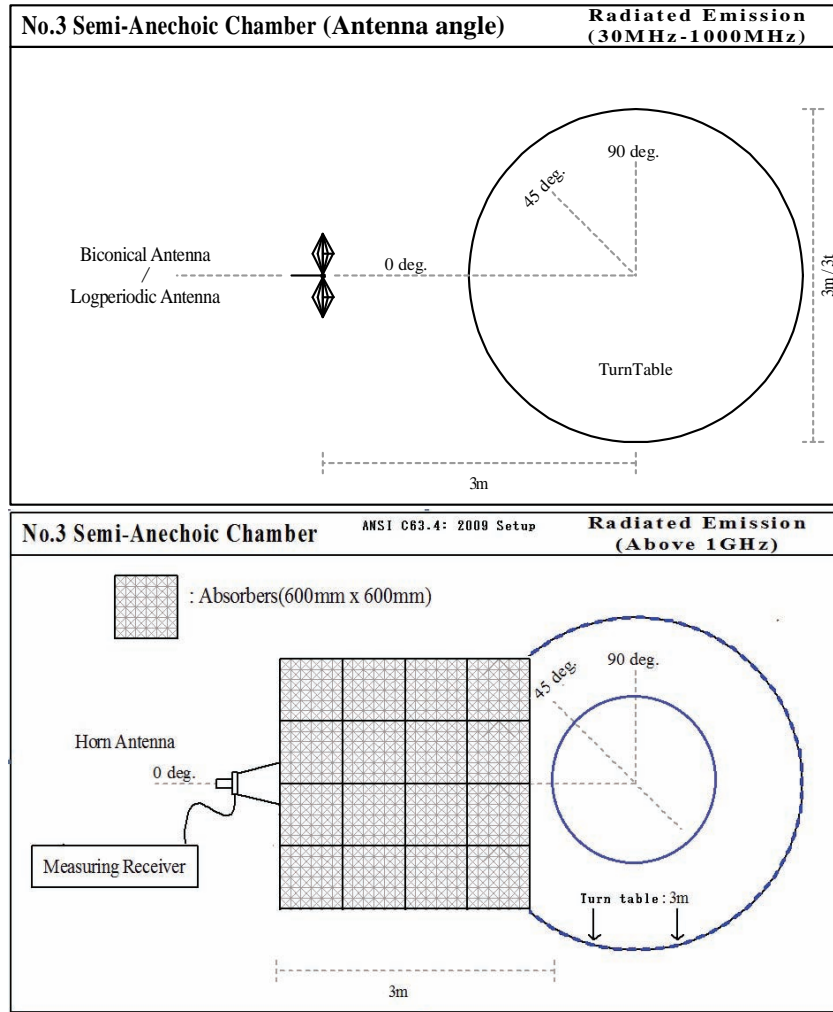 No.3 Semi-Anechoic Chamber (Antenna angle)
Radiated Emission
(30MHz-1000MHz)
90 deg.
45 deg.
Biconical Antenna
/
Logperiodic Antenna
0 deg.
3m / 3t
TurnTable
3m
No.3 Semi-Anechoic Chamber
ANSI C63.4: 2009 Setup
Radiated Emission
(Above 1GHz)
: Absorbers(600mm x 600mm)
90 deg.
45 deg.
Horn Antenna
0 deg.
Measuring Receiver
Turn table:3m
3m